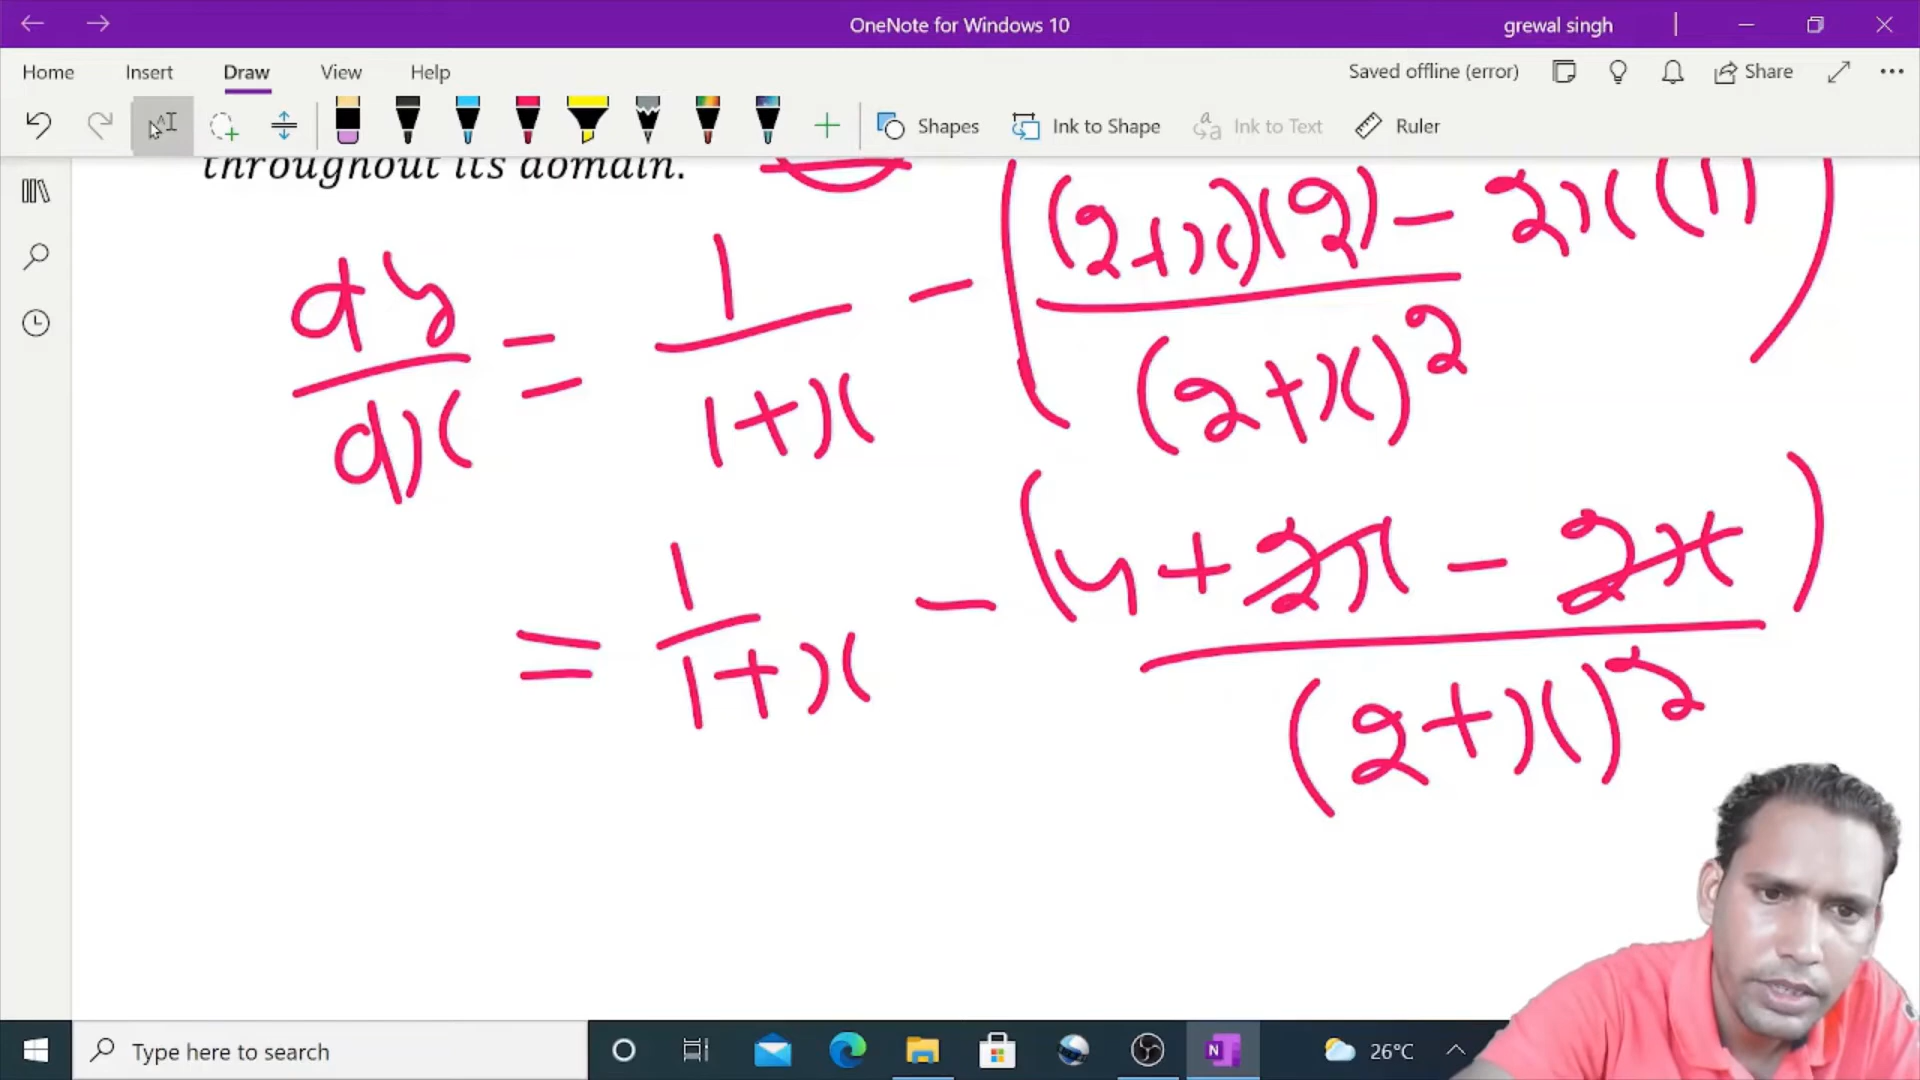 OneNote for Windows 10
grewal singh
Home Insert Draw View Help
Saved offline (error)
Share
Shapes
Ink to Shape
Ink to Text
Ruler
throughout its domain.
dy/dx = 1/(1+x) - ((2+x)(2) - 2x(1)/(2+x)^2)
= 1/(1+x) - (4 + 2x - 2x)/(2+x)^2
Type here to search
26°C